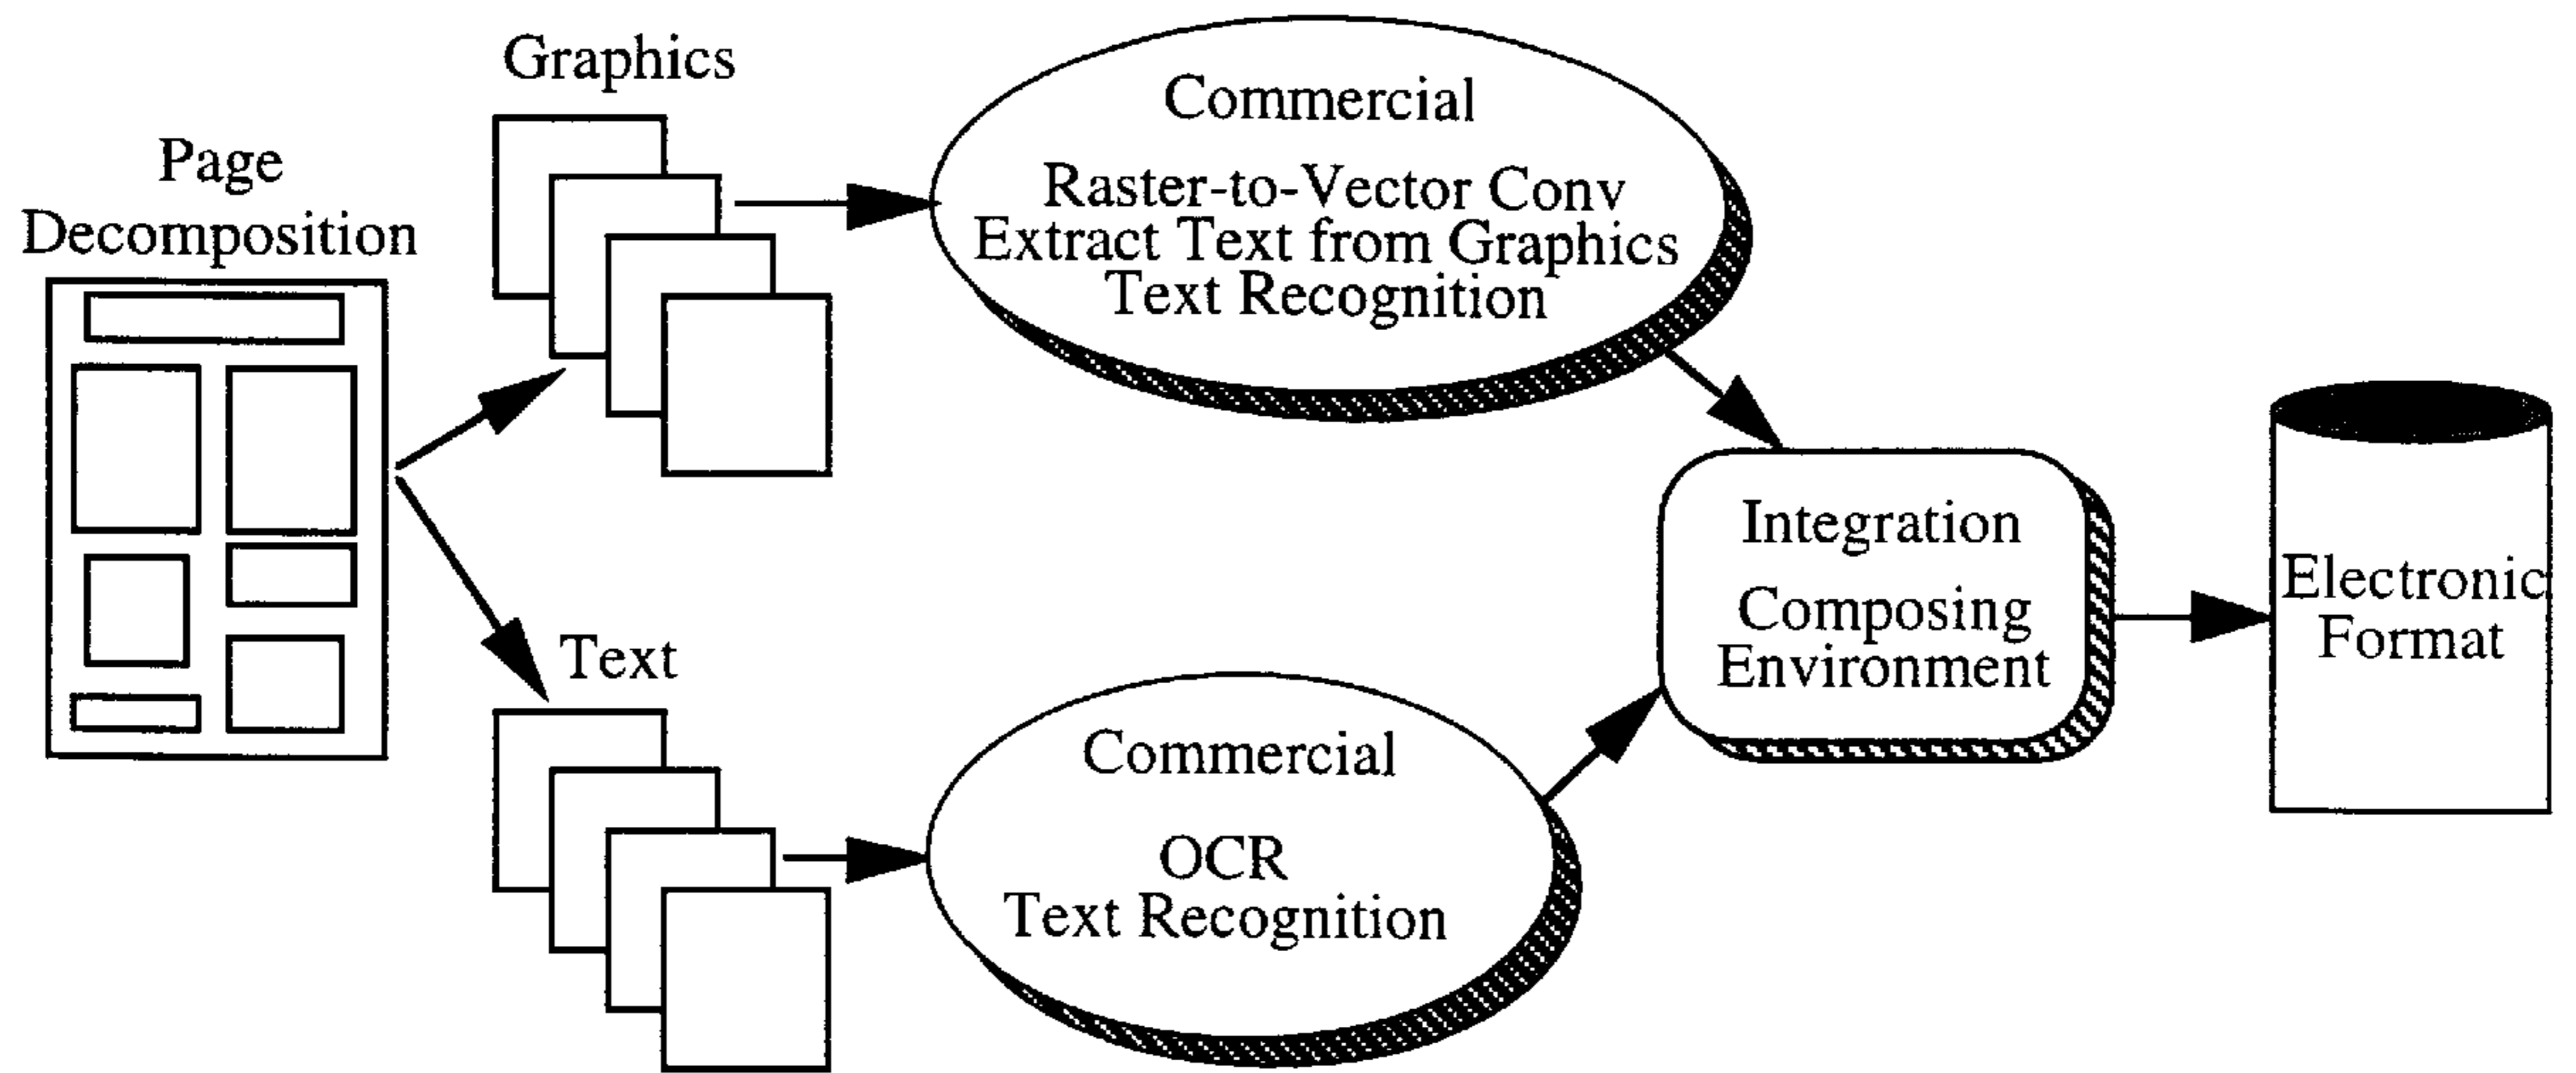 Page
Decomposition
Graphics
Commercial
Raster-to-Vector Conv
Extract Text from Graphics
Text Recognition
Text
Commercial
OCR
Text Recognition
Integration
Composing
Environment
Electronic
Format